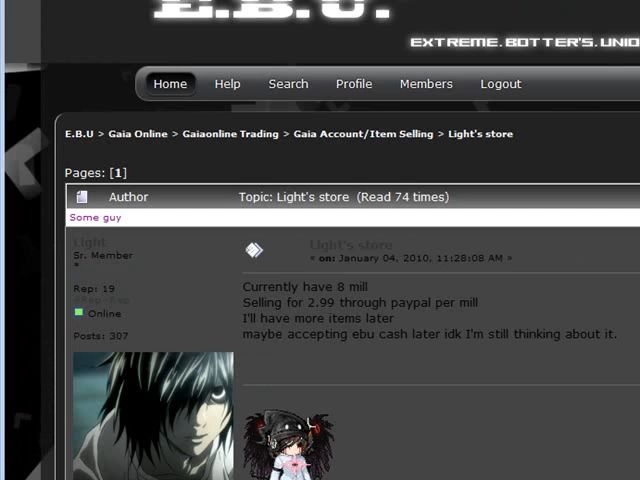 E.B.U.
EXTREME.BOTTER'S.UNIO
Home Help Search Profile Members Logout
E.B.U > Gaia Online > Gaiaonline Trading > Gaia Account/Item Selling > Light's store
Pages: [1]
Author Topic: Light's store (Read 74 times)
Some guy
Light
Sr. Member
*
Rep: 19
+Rep -Rep
Online
Posts: 307
Light's store
« on: January 04, 2010, 11:28:08 AM »
Currently have 8 mill
Selling for 2.99 through paypal per mill
I'll have more items later
maybe accepting ebu cash later idk I'm still thinking about it.